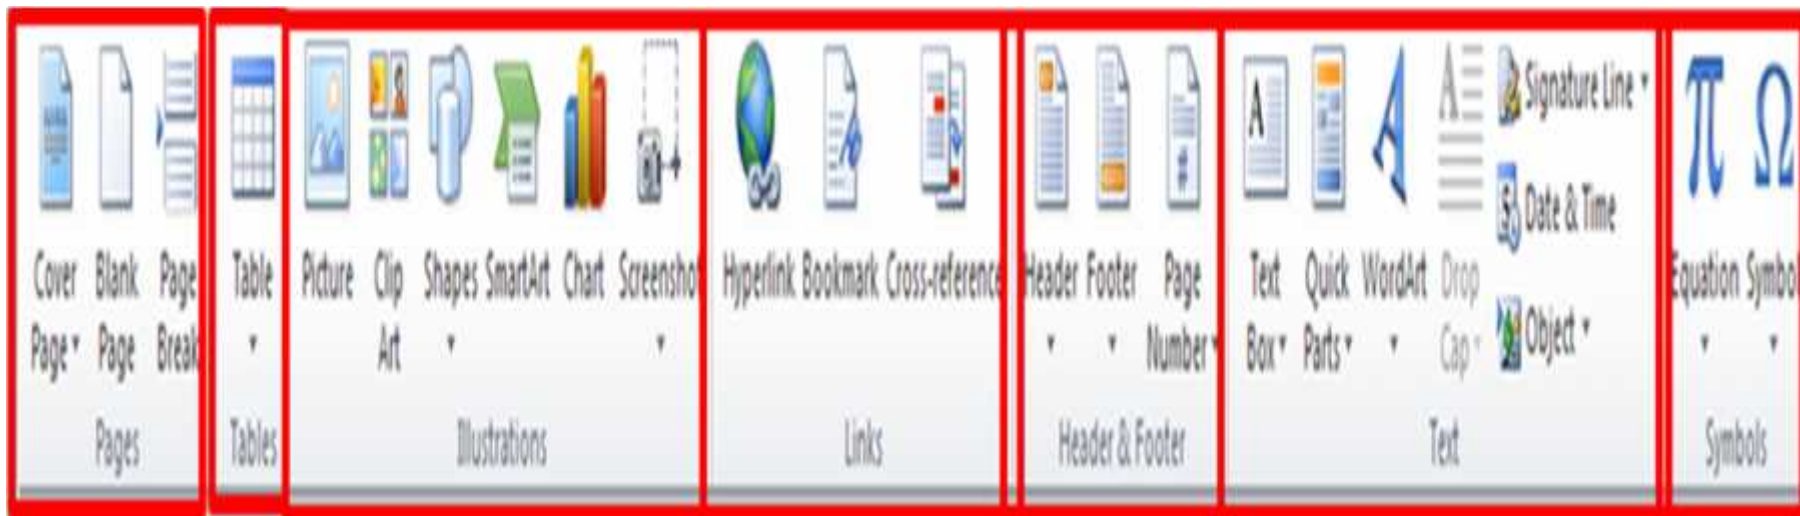 Cover Page
Blank Page
Page Break
Pages
Table
Tables
Picture
Clip Art
Shapes
SmartArt
Chart
Screenshot
Illustrations
Hyperlink
Bookmark
Cross-reference
Links
Header
Footer
Page Number
Header & Footer
Text Box
Quick Parts
WordArt
Drop Cap
Signature Line
Date & Time
Object
Text
Equation
Symbol
Symbols